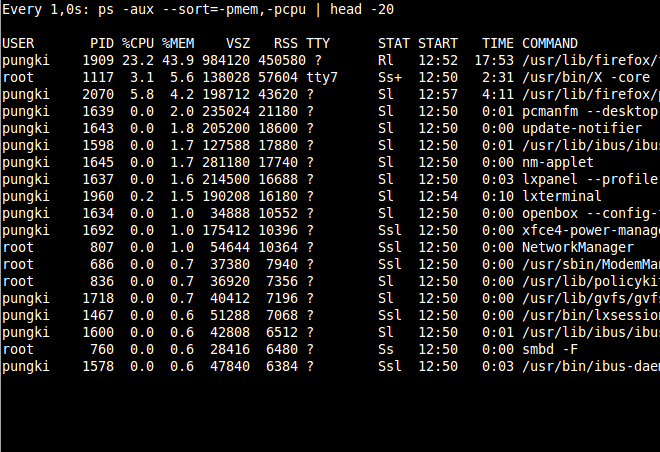 Every 1,0s: ps -aux --sort=-pmem,-pcpu | head -20
USER       PID %CPU %MEM    VSZ   RSS TTY      STAT START   TIME COMMAND
pungki    1909 23.2 43.9 984120 450580 ?       Rl   12:52  17:53 /usr/lib/firefox/
root      1117  3.1  5.6 138028 57604 tty7     Ss+  12:50   2:31 /usr/bin/X -core
pungki    2070  5.8  4.2 198712 43620 ?        Sl   12:57   4:11 /usr/lib/firefox/
pungki    1639  0.0  2.0 235024 21180 ?        Sl   12:50   0:01 pcmanfm --desktop
pungki    1643  0.0  1.8 205200 18600 ?        Sl   12:50   0:00 update-notifier
pungki    1598  0.0  1.7 127588 17880 ?        Sl   12:50   0:01 /usr/lib/ibus/ibus
pungki    1645  0.0  1.7 281180 17740 ?        Sl   12:50   0:00 nm-applet
pungki    1637  0.0  1.6 214500 16688 ?        Sl   12:50   0:03 lxpanel --profile
pungki    1960  0.2  1.5 190208 16180 ?        Sl   12:54   0:10 lxterminal
pungki    1634  0.0  1.0  34888 10552 ?        Sl   12:50   0:00 openbox --config-
pungki    1692  0.0  1.0 175412 10396 ?        Ssl  12:50   0:00 xfce4-power-manage
root       807  0.0  1.0  54644 10364 ?        Ssl  12:50   0:00 NetworkManager
root       686  0.0  0.7  37380  7940 ?        Ssl  12:50   0:00 /usr/sbin/ModemMan
root       836  0.0  0.7  36920  7356 ?        Sl   12:50   0:00 /usr/lib/policykit
pungki    1718  0.0  0.7  40412  7196 ?        Sl   12:50   0:00 /usr/lib/gvfs/gvfs
pungki    1467  0.0  0.6  51288  7068 ?        Ssl  12:50   0:00 /usr/bin/lxsession
pungki    1600  0.0  0.6  42808  6512 ?        Sl   12:50   0:01 /usr/lib/ibus/ibus
root       760  0.0  0.6  28416  6480 ?        Ss   12:50   0:00 smbd -F
pungki    1578  0.0  0.6  47840  6384 ?        Ssl  12:50   0:03 /usr/bin/ibus-daem